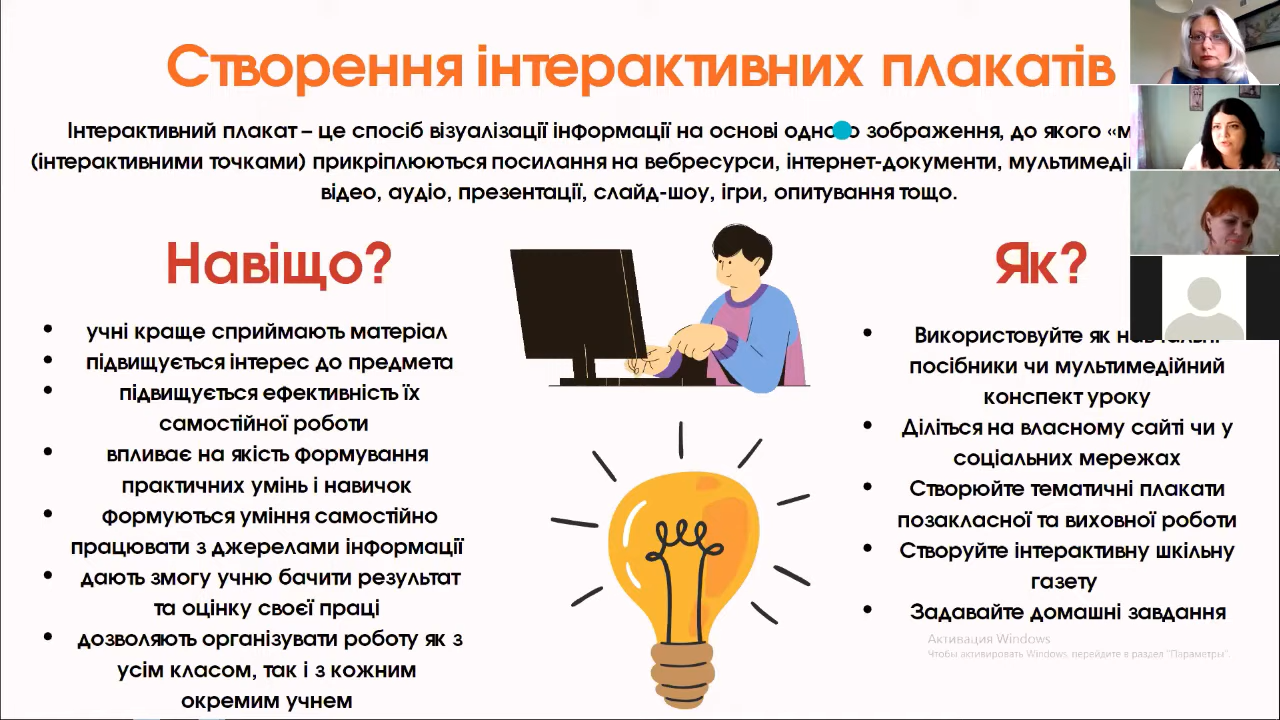 Створення інтерактивних плакатів
Інтерактивний плакат – це спосіб візуалізації інформації на основі одного зображення, до якого
(інтерактивними точками) прикріплюються посилання на вебресурси, інтернет-документи,
відео, аудіо, презентації, слайд-шоу, ігри, опитування тощо.
Навіщо?
• учні краще сприймають матеріал
• підвищується інтерес до предмета
• підвищується ефективність їх
самостійної роботи
• впливає на якість формування
практичних умінь і навичок
• формуються уміння самостійно
працювати з джерелами інформації
• дають змогу учню бачити результат
та оцінку своєї праці
• дозволяють організувати роботу як з
усім класом, так і з кожним
окремим учнем
Як?
• Використовуйте як навчальні
посібники чи мультимедійний
конспект уроку
• Діліться на власному сайті чи у
соціальних мережах
• Створюйте тематичні плакати
позакласної та виховної роботи
• Створуйте інтерактивну шкільну
газету
• Задавайте домашні завдання
Активация Windows
Чтобы активировать Windows, перейдите в раздел "Параметры".